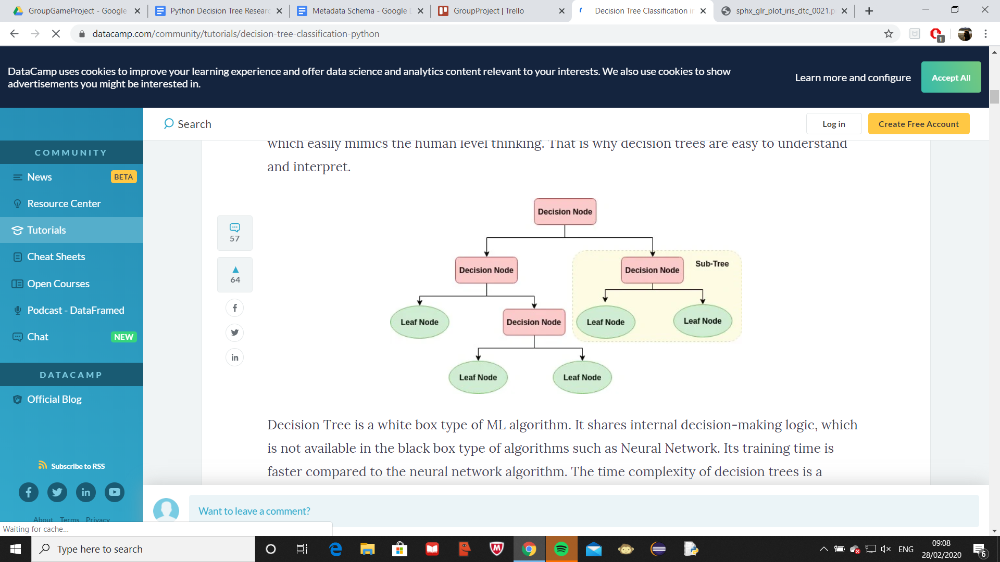 GroupGameProject - Google
Python Decision Tree Researc
Metadata Schema - Google D
GroupProject | Trello
Decision Tree Classification in
sphx_glr_plot_iris_dtc_0021.p
datacamp.com/community/tutorials/decision-tree-classification-python
1
DataCamp uses cookies to improve your learning experience and offer data science and analytics content relevant to your interests. We also use cookies to show
advertisements you might be interested in.
Learn more and configure
Accept All
Search
Log in
Create Free Account
COMMUNITY
News
BETA
Resource Center
Tutorials
Cheat Sheets
Open Courses
Podcast - DataFramed
Chat
NEW
DATACAMP
Official Blog
Subscribe to RSS
About Terms Privacy
which easily mimics the human level thinking. That is why decision trees are easy to understand
and interpret.
57
64
Decision Node
Decision Node
Decision Node
Sub-Tree
Leaf Node
Decision Node
Leaf Node
Leaf Node
Leaf Node
Leaf Node
Decision Tree is a white box type of ML algorithm. It shares internal decision-making logic, which
is not available in the black box type of algorithms such as Neural Network. Its training time is
faster compared to the neural network algorithm. The time complexity of decision trees is a
Want to leave a comment?
Waiting for cache...
Type here to search
ENG
09:08
28/02/2020
6